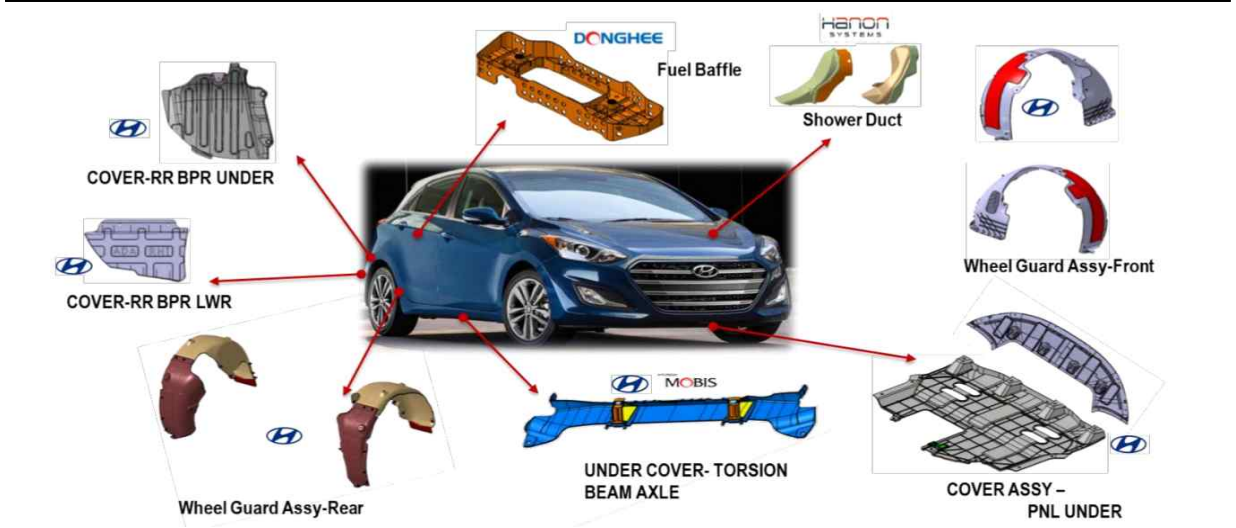 DONGHEE
Fuel Baffle
Hanon
SYSTEMS
Shower Duct
COVER-RR BPR UNDER
COVER-RR BPR LWR
Wheel Guard Assy-Front
Wheel Guard Assy-Rear
MOBIS
UNDER COVER- TORSION
BEAM AXLE
COVER ASSY –
PNL UNDER